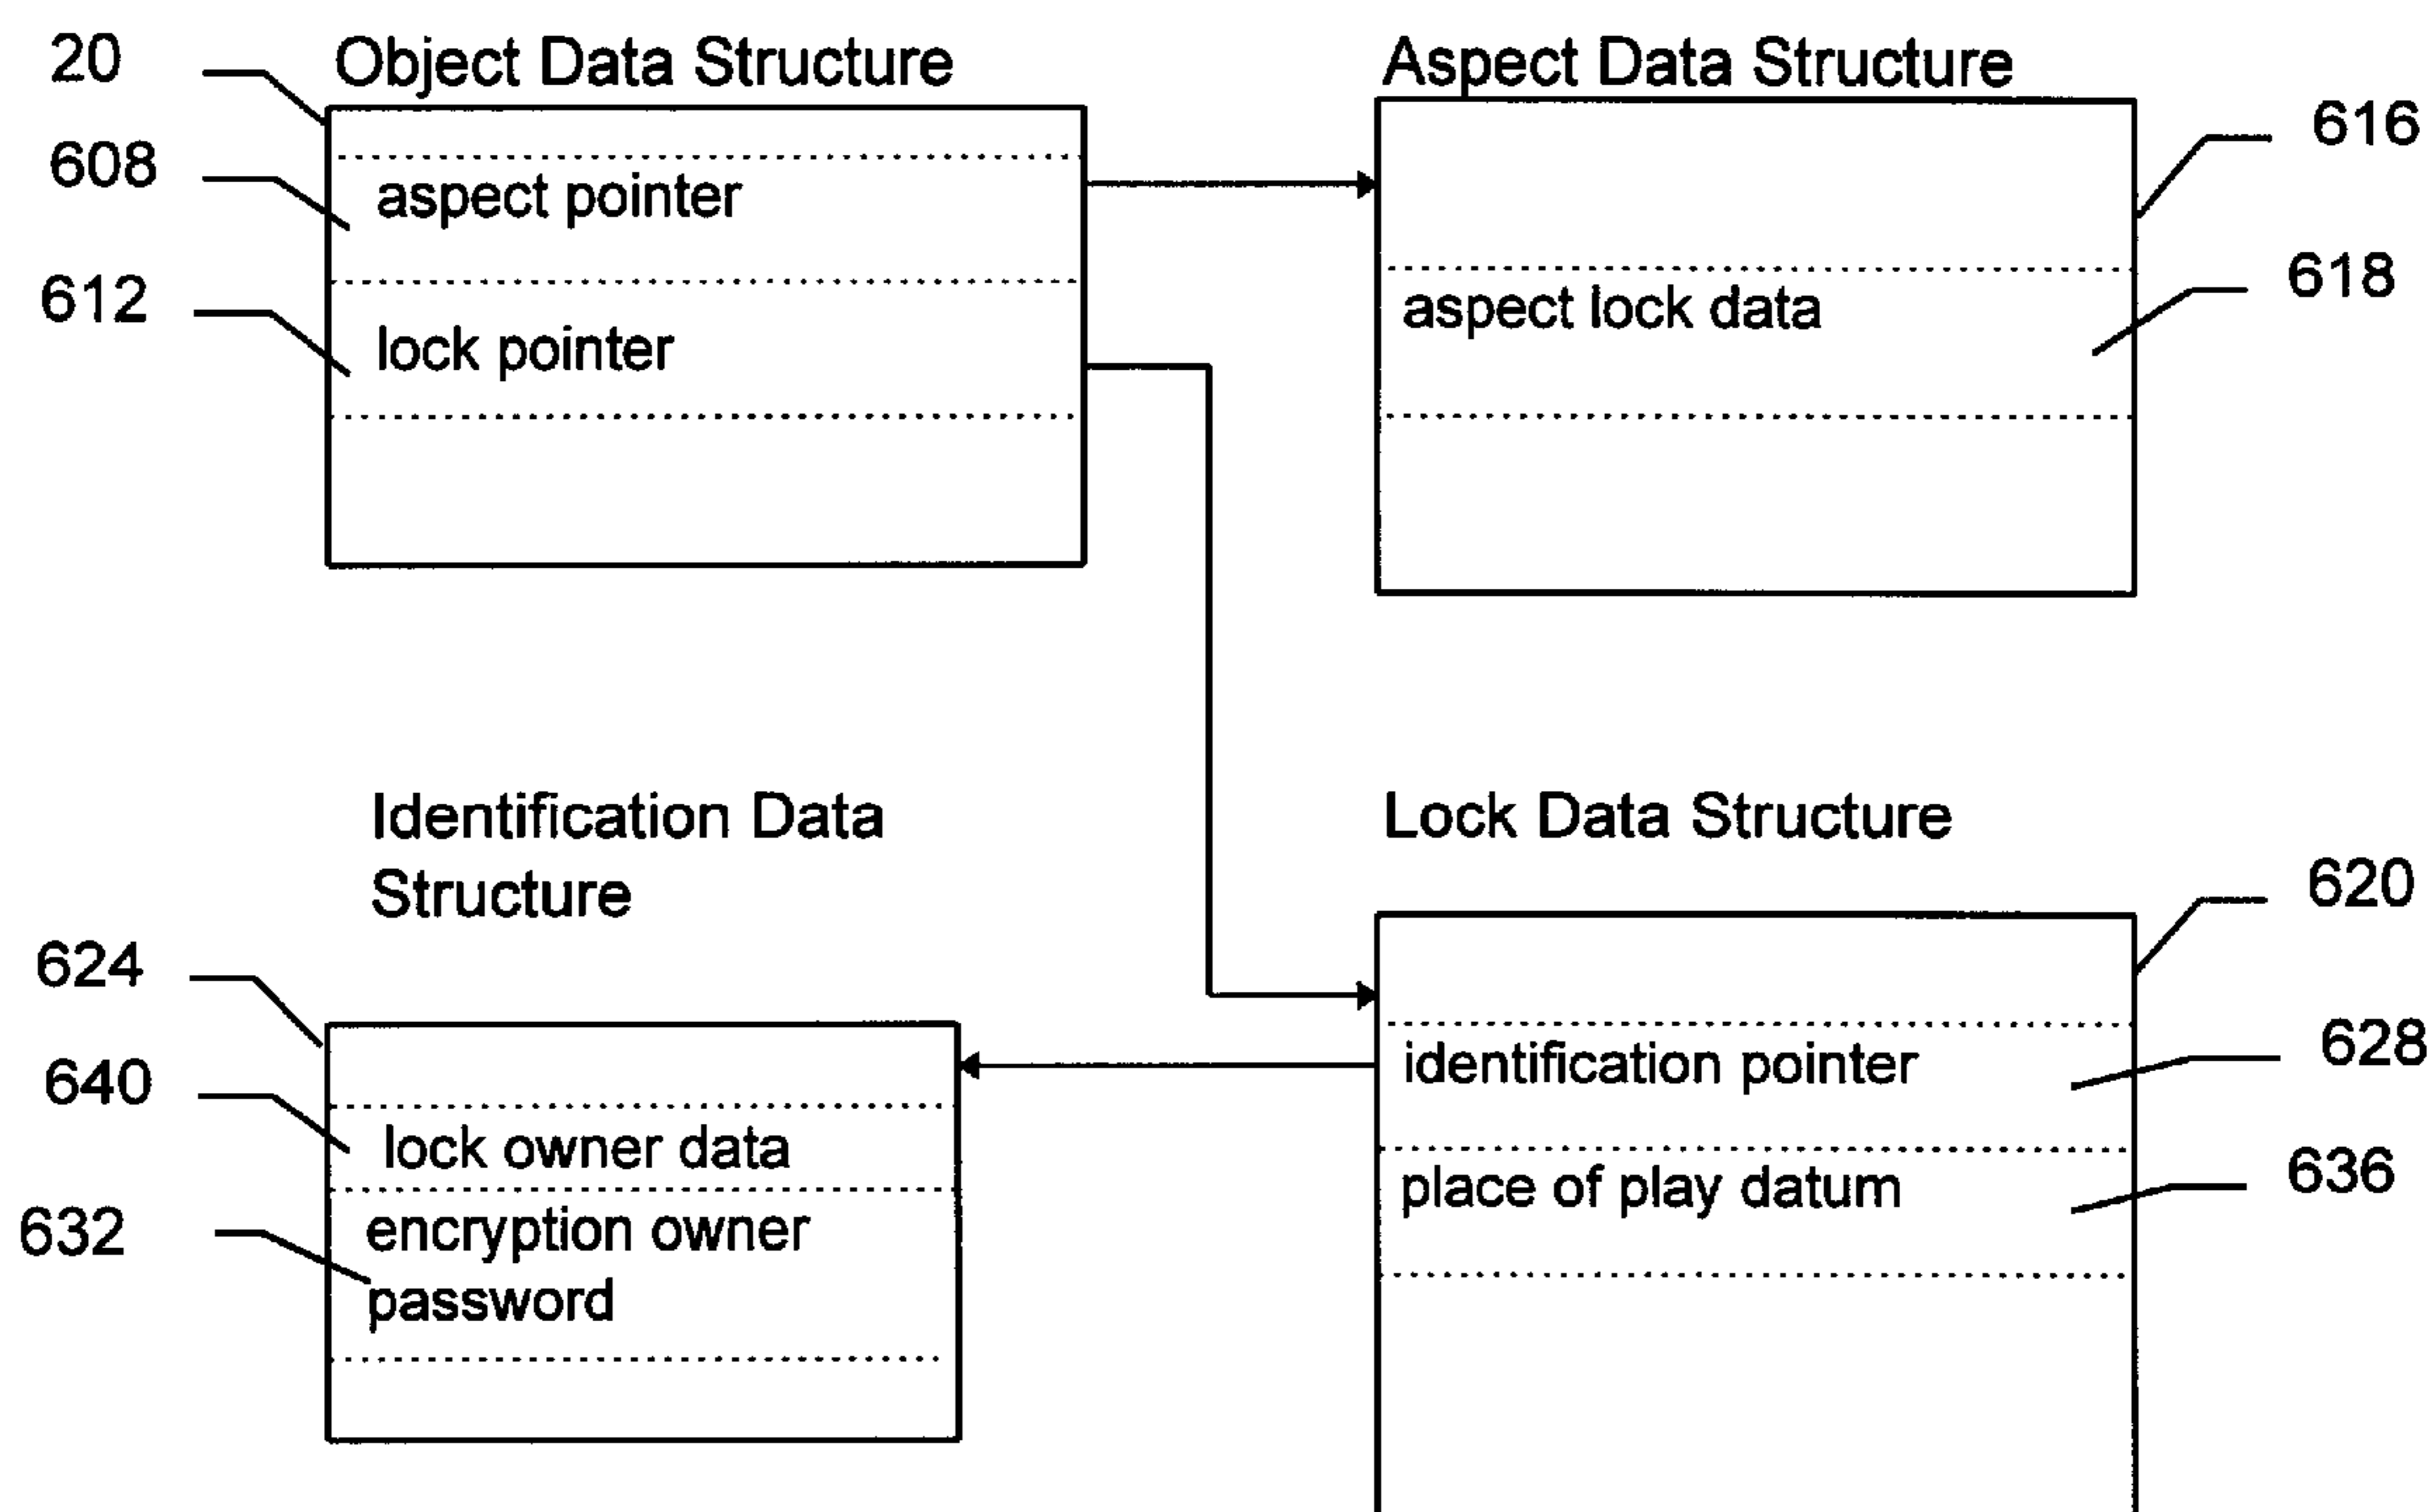 20
Object Data Structure
608
aspect pointer
612
lock pointer
Aspect Data Structure
616
618
aspect lock data
Identification Data
Structure
624
640
lock owner data
632
encryption owner
password
Lock Data Structure
620
identification pointer
628
place of play datum
636